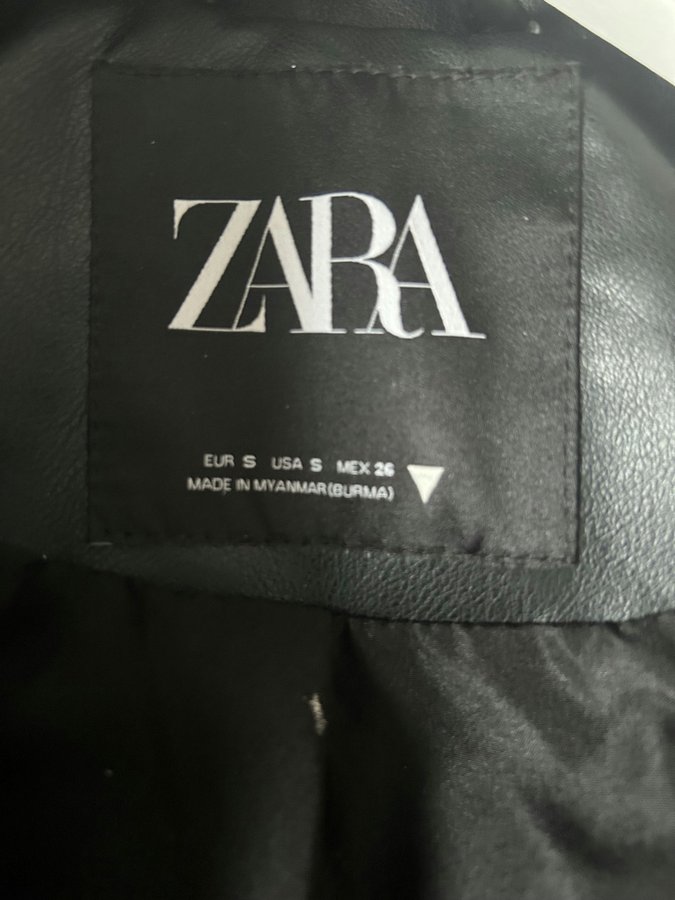 ZARA
EUR S USA S MEX 26
MADE IN MYANMAR(BURMA)